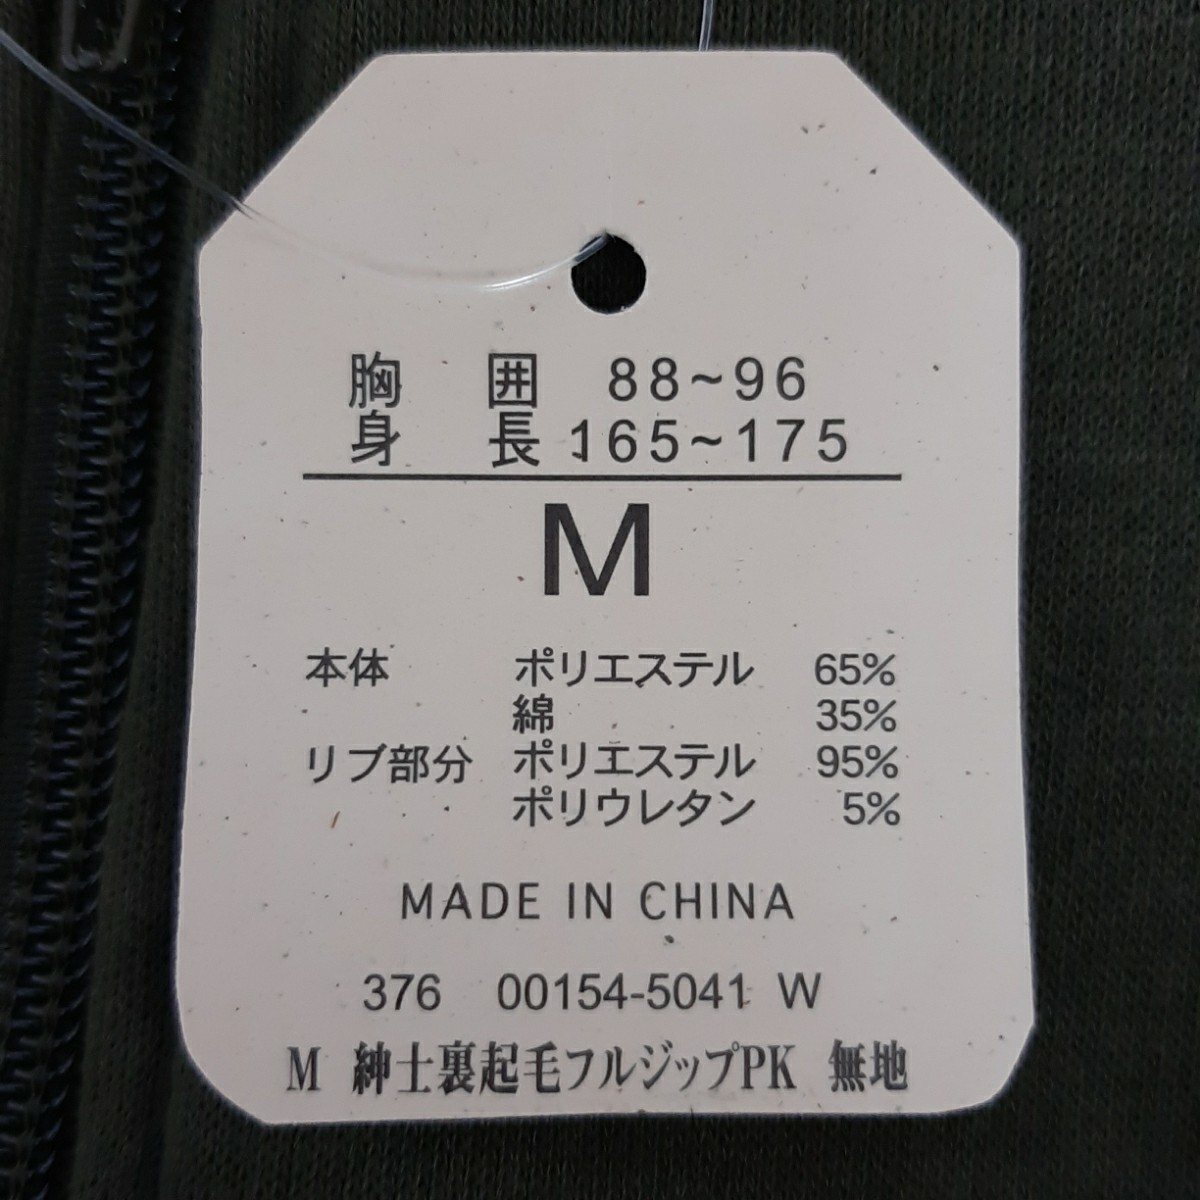 胸囲 88~96
身長 165~175
M
本体 ポリエステル 65%
綿 35%
リブ部分 ポリエステル 95%
ポリウレタン 5%
MADE IN CHINA
376 00154-5041 W
M 紳士裏起毛フルジップPK 無地